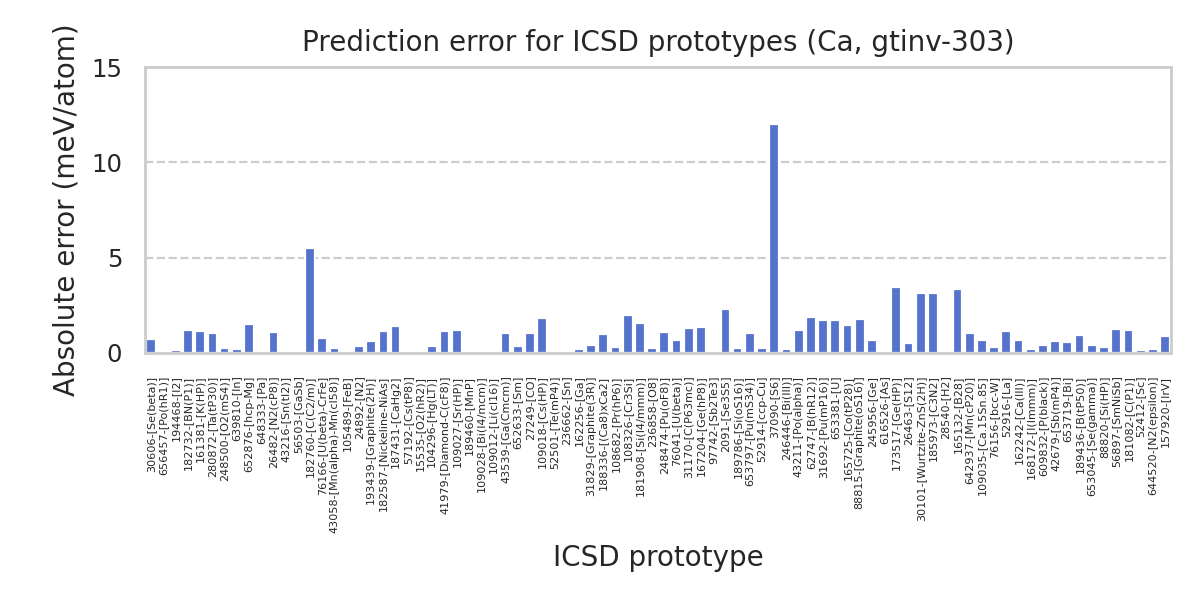 Prediction error for ICSD prototypes (Ca, gtinv-303)
Absolute error (meV/atom)
15
10
5
0
30606-[Se(beta)]
656457-[Po(hR1)]
194468-[I2]
182732-[BN(P1)]
161381-[K(HP)]
280872-[Ta(tP30)]
248500-[O2(mS4)]
639810-[In]
652876-[hcp-Mg]
648333-[Pa]
26482-[N2(cP8)]
43216-[Sn(tI2)]
56503-[GaSb]
182760-[C(C2/m)]
76166-[U(beta)-CrFe]
43058-[Mn(alpha)-Mn(cI58)]
105489-[FeB]
24892-[N2]
193439-[Graphite(2H)]
182587-[Nickeline-NiAs]
187431-[CaHg2]
57192-[Cs(tP8)]
15535-[O2(hR2)]
104296-[Hg(LT)]
41979-[Diamond-C(cF8)]
109027-[Sr(HP)]
189460-[MnP]
109028-[Bi(I4/mcm)]
109012-[Li(cI16)]
43539-[Ga(Cmcm)]
652633-[Sm]
27249-[CO]
109018-[Cs(HP)]
52501-[Te(mP4)]
236662-[Sn]
162256-[Ga]
31829-[Graphite(3R)]
188336-[(Ca8)xCa2]
108682-[Pr(hP6)]
108326-[Cr3Si]
181908-[Si(I4/mmm)]
236858-[O8]
248474-[Pu(oF8)]
76041-[U(beta)]
31170-[C(P63mc)]
167204-[Ge(hP8)]
97742-[Sb2Te3]
2091-[Se3S5]
189786-[Si(oS16)]
653797-[Pu(mS34)]
52914-[ccp-Cu]
37090-[S6]
246446-[Bi(III)]
43211-[Po(alpha)]
62747-[B(hR12)]
31692-[Pu(mP16)]
653381-[U]
165725-[Co(tP28)]
88815-[Graphite(oS16)]
245956-[Ge]
616526-[As]
173517-[Ge(HP)]
26463-[S12]
30101-[Wurtzite-ZnS(2H)]
185973-[C3N2]
28540-[H2]
165132-[B28]
642937-[Mn(cP20)]
109035-[Ca.15Sn.85]
76156-[bcc-W]
52916-[La]
162242-[Ca(III)]
168172-[I(Immm)]
609832-[P(black)]
42679-[Sb(mP4)]
653719-[Bi]
189436-[B(tP50)]
653045-[Se(gamma)]
88820-[Si(HP)]
56897-[SmNiSb]
181082-[C(P1)]
52412-[Sc]
644520-[N2(epsilon)]
157920-[IrV]
ICSD prototype